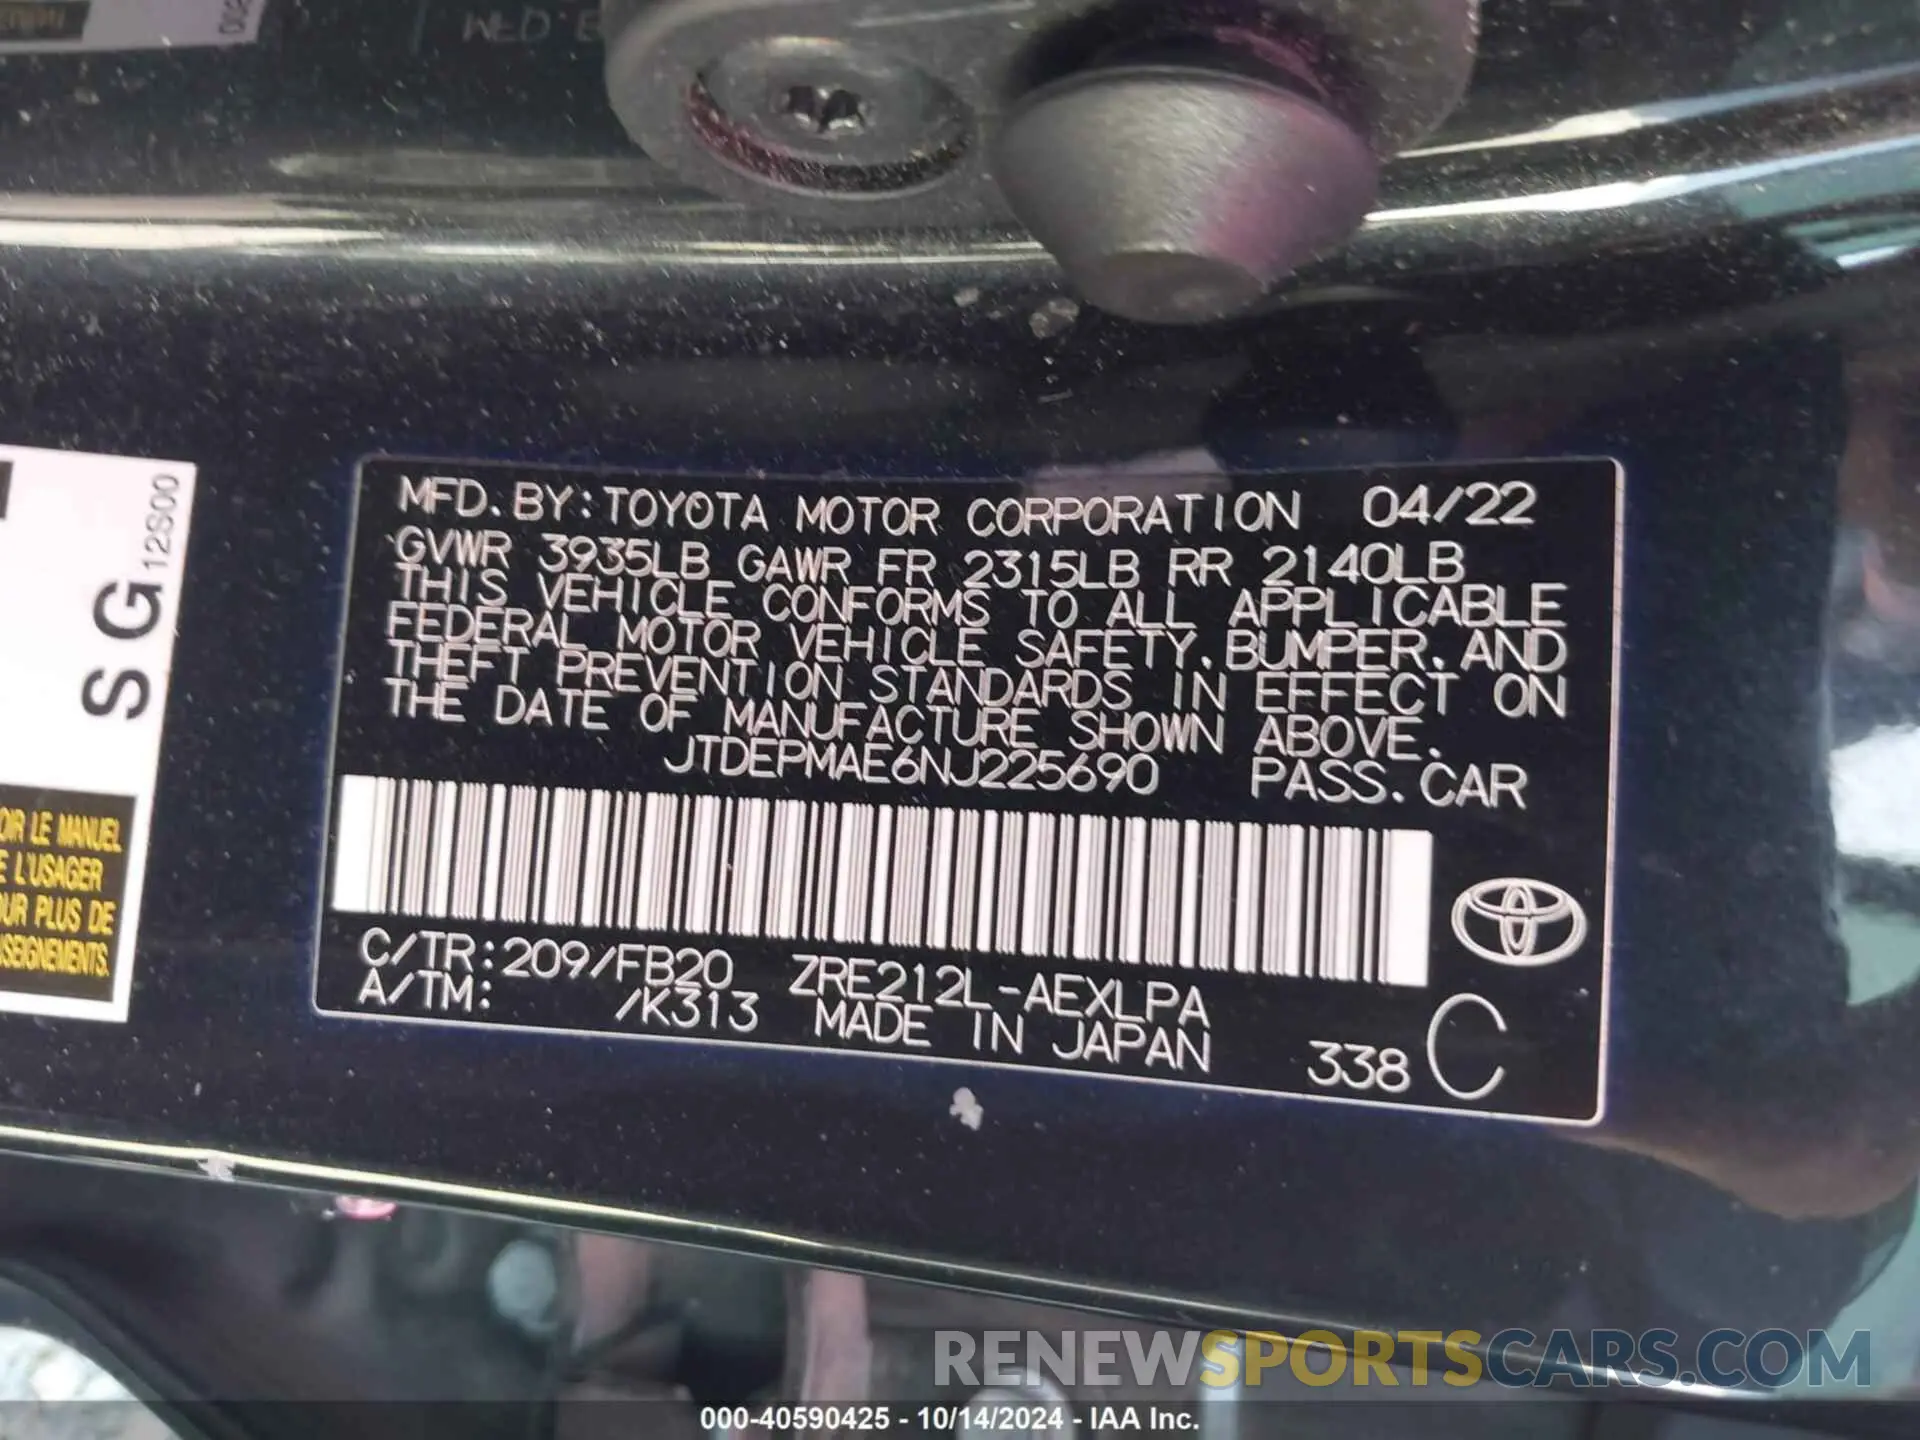 MFD. B
002
12S00
S G
OIR LE MANUEL
E L'USAGER
OUR PLUS DE
SEIGNEMENTS.
MFD. BY: TOYOTA MOTOR CORPORATION 04/22
GVWR 3935LB GAWR FR 2315LB RR 2140LB
THIS VEHICLE CONFORMS TO ALL APPLICABLE
FEDERAL MOTOR VEHICLE SAFETY, BUMPER, AND
THEFT PREVENTION STANDARDS IN EFFECT ON
THE DATE OF MANUFACTURE SHOWN ABOVE.
JTDEPMAE6NJ225690 PASS. CAR
C/TR: 209/FB20 ZRE212L-AEXLPA
A/TM: /K313 MADE IN JAPAN 338 C
RENEWSPORTSCARS.COM
000-40590425 - 10/14/2024 - IAA Inc.